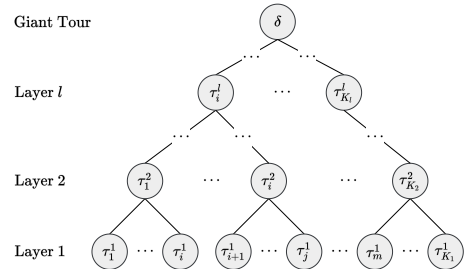 Giant Tour δ
⋯ ⋯
Layer l τ_i^l ⋯ τ_{K_l}^l
⋯ ⋯ ⋯
Layer 2 τ_1^2 ⋯ τ_i^2 ⋯ τ_{K_2}^2
Layer 1 τ_1^1 ⋯ τ_i^1 τ_{i+1}^1 ⋯ τ_j^1 ⋯ τ_m^1 ⋯ τ_{K_1}^1